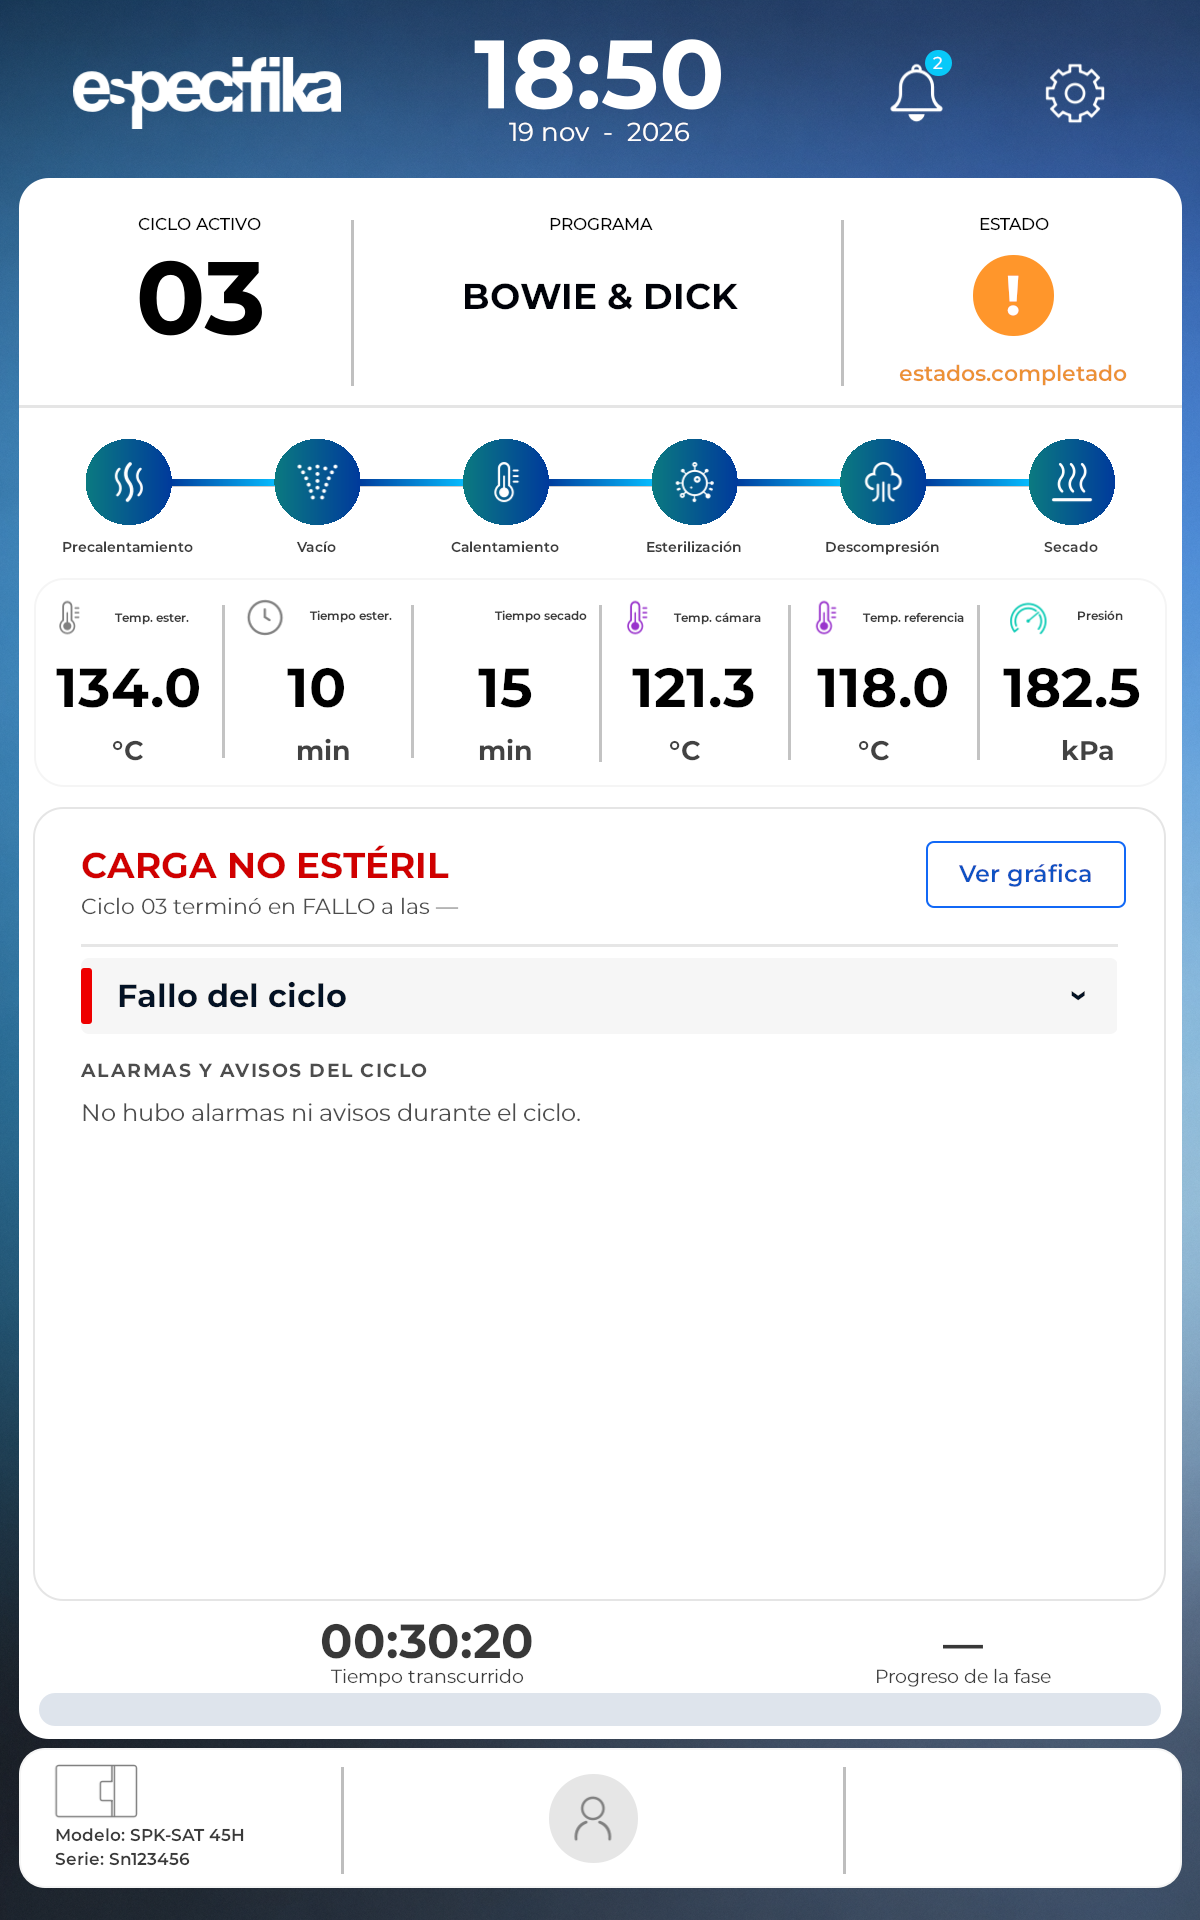 especifika
18:50
19 nov - 2026
2
CICLO ACTIVO
03
PROGRAMA
BOWIE & DICK
ESTADO
!
estados.completado
Precalentamiento
Vacío
Calentamiento
Esterilización
Descompresión
Secado
Temp. ester.
134.0
°C
Tiempo ester.
10
min
Tiempo secado
15
min
Temp. cámara
121.3
°C
Temp. referencia
118.0
°C
Presión
182.5
kPa
CARGA NO ESTÉRIL
Ciclo 03 terminó en FALLO a las —
Ver gráfica
Fallo del ciclo
ALARMAS Y AVISOS DEL CICLO
No hubo alarmas ni avisos durante el ciclo.
00:30:20
Tiempo transcurrido
—
Progreso de la fase
Modelo: SPK-SAT 45H
Serie: Sn123456